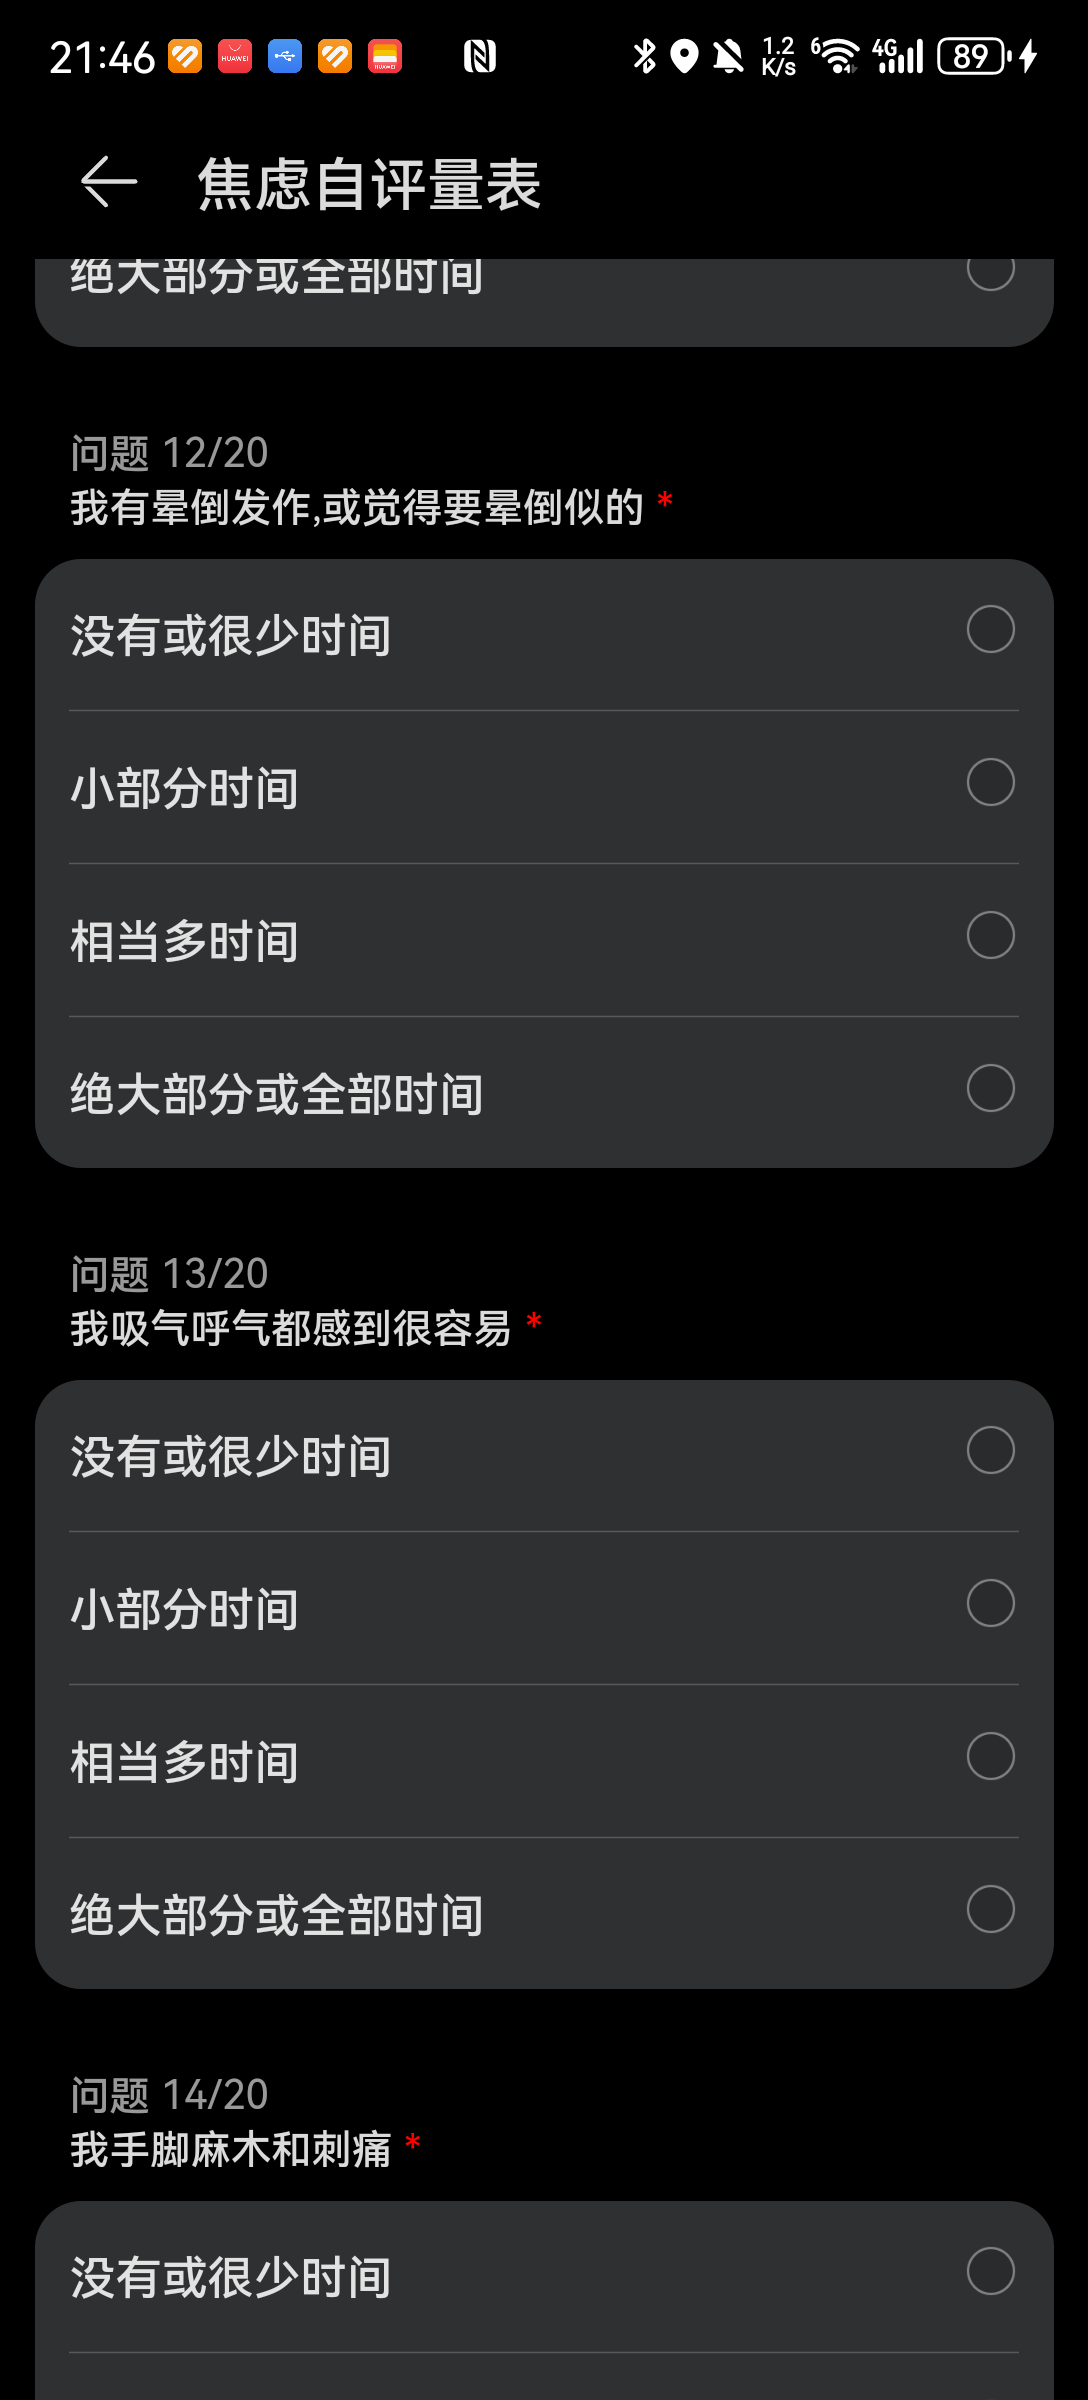 21:46
HUAWEI
HUAWEI
1.2
K/s
6
4G
89
焦虑自评量表
绝大部分或全部时间
问题 12/20
我有晕倒发作,或觉得要晕倒似的 *
没有或很少时间
小部分时间
相当多时间
绝大部分或全部时间
问题 13/20
我吸气呼气都感到很容易 *
没有或很少时间
小部分时间
相当多时间
绝大部分或全部时间
问题 14/20
我手脚麻木和刺痛 *
没有或很少时间